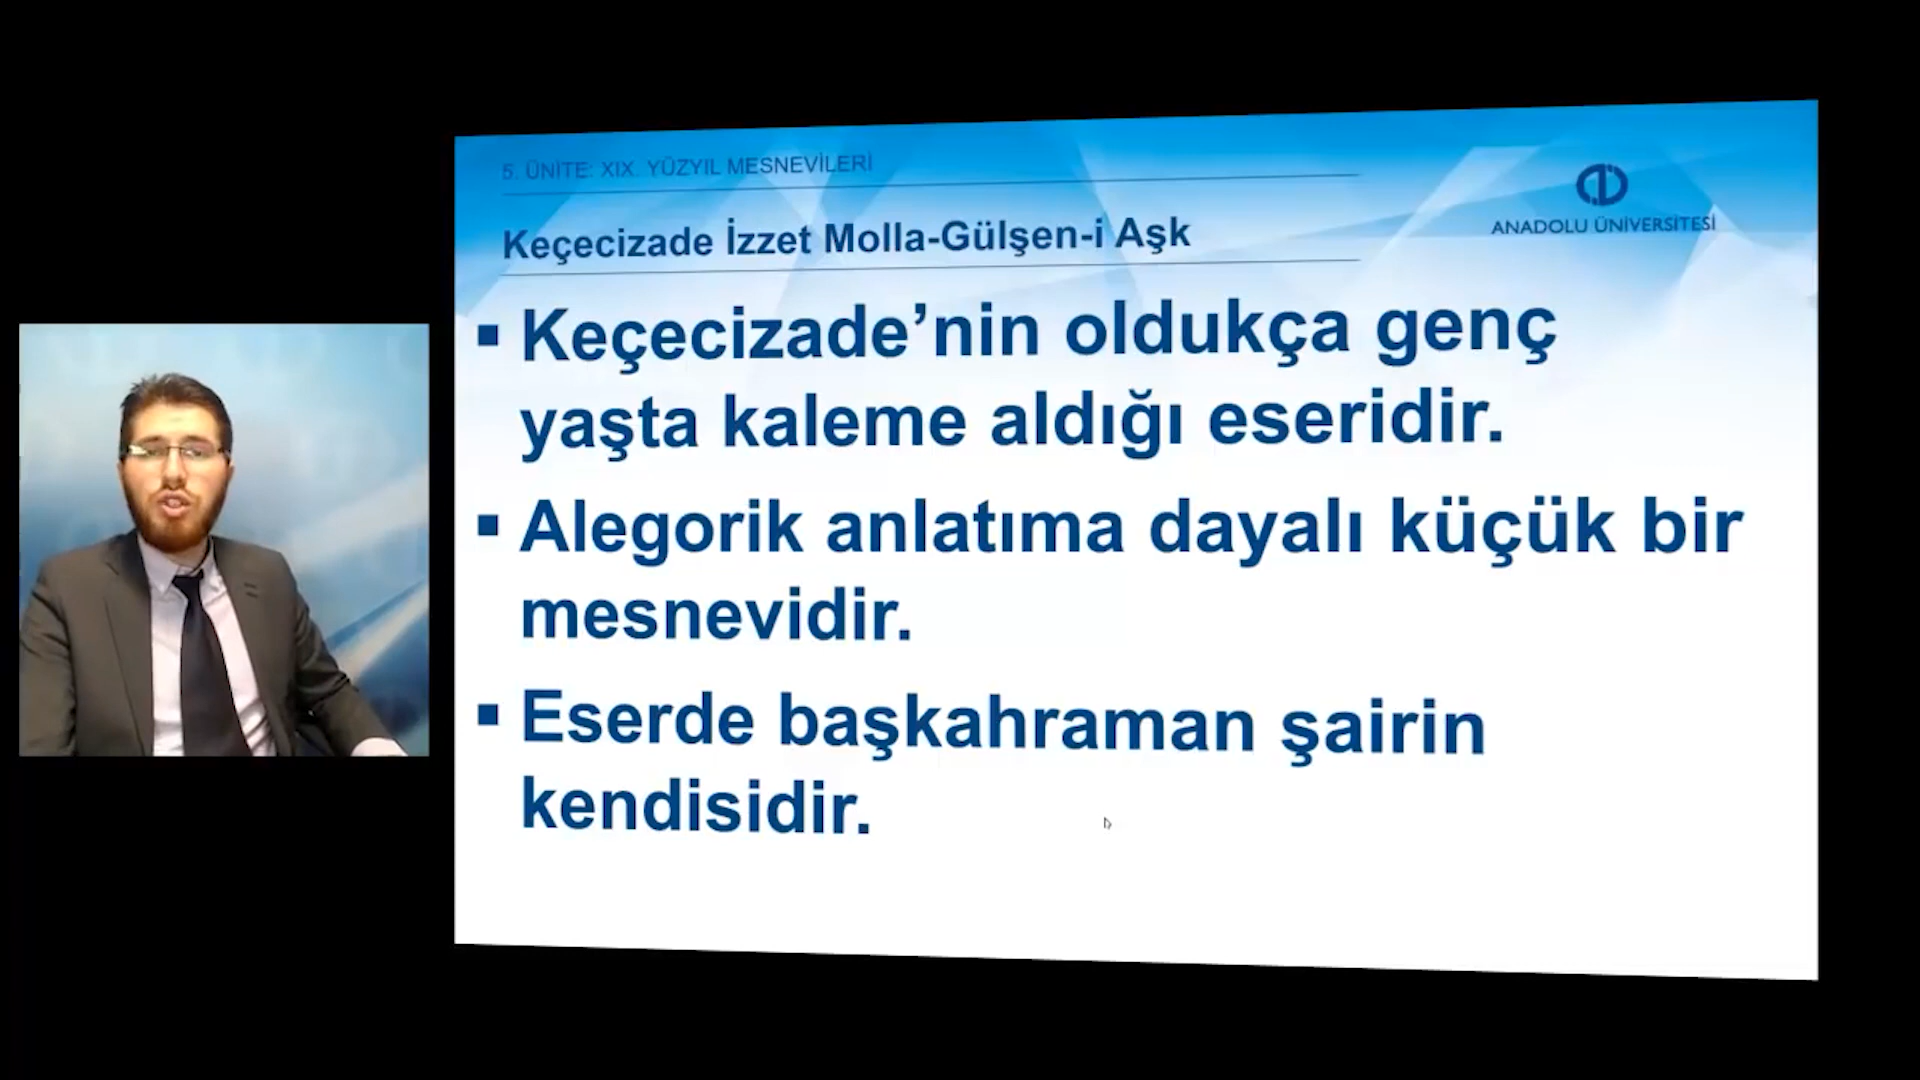 5. ÜNİTE: XIX. YÜZYIL MESNEVİLERİ
ANADOLU ÜNİVERSİTESİ
Keçecizade İzzet Molla-Gülşen-i Aşk
▪ Keçecizade’nin oldukça genç
yaşta kaleme aldığı eseridir.
▪ Alegorik anlatıma dayalı küçük bir
mesnevidir.
▪ Eserde başkahraman şairin
kendisidir.